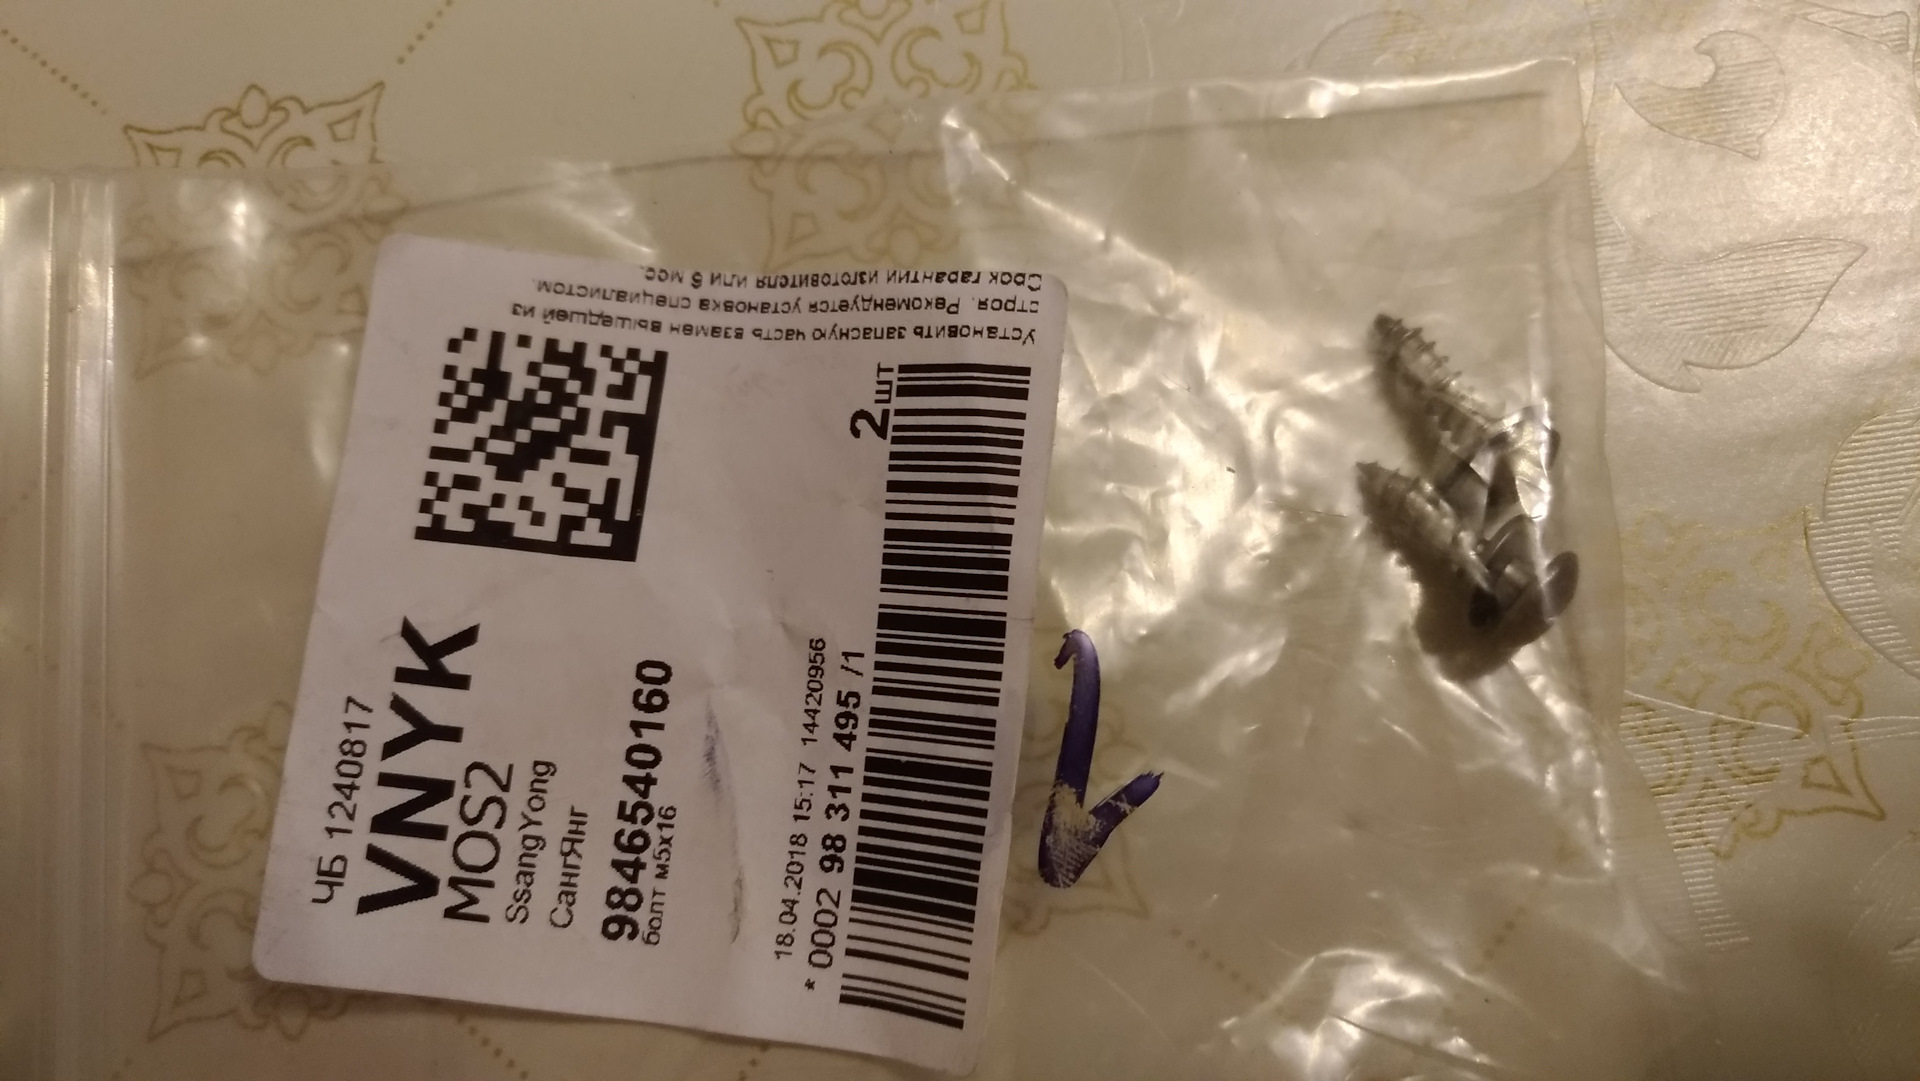 ЧБ 1240817
VNYK
MOS2
SsangYong
СангЯнг
98465540160
болт м5х16
2шт
18.04.2018 15:17 14420956
* 0002 98 311 495 /1
Установить запасную часть взамен вышедшей из
строя. Рекомендуется установка специалистом.
Срок гарантии изготовителя или 6 мес.